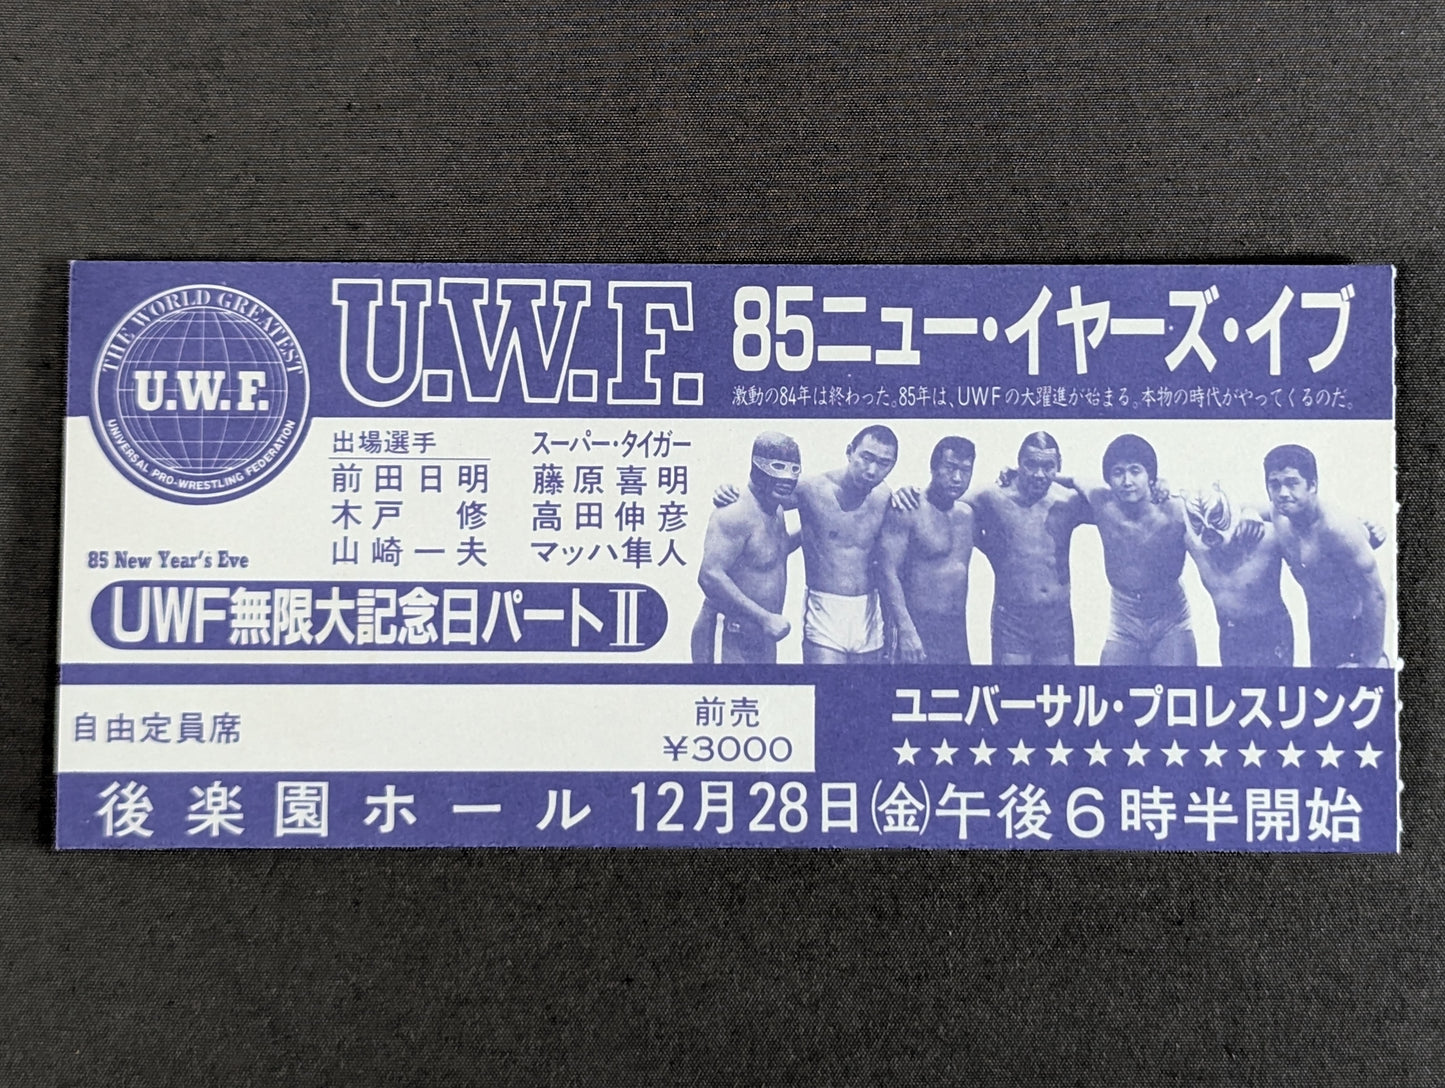 THE WORLD GREATEST
U.W.F.
UNIVERSAL PRO-WRESTLING FEDERATION
U.W.F.
85ニュー・イヤーズ・イブ
激動の84年は終わった。85年は、UWFの大躍進が始まる。本物の時代がやってくるのだ。
出場選手
前田日明
木戸 修
山崎一夫
スーパー・タイガー
藤原喜明
高田伸彦
マッハ隼人
85 New Year's Eve
UWF無限大記念日パートⅡ
自由定員席
前売
¥3000
ユニバーサル・プロレスリング
★★★★★★★★★★★★★
後楽園ホール 12月28日(金)午後6時半開始